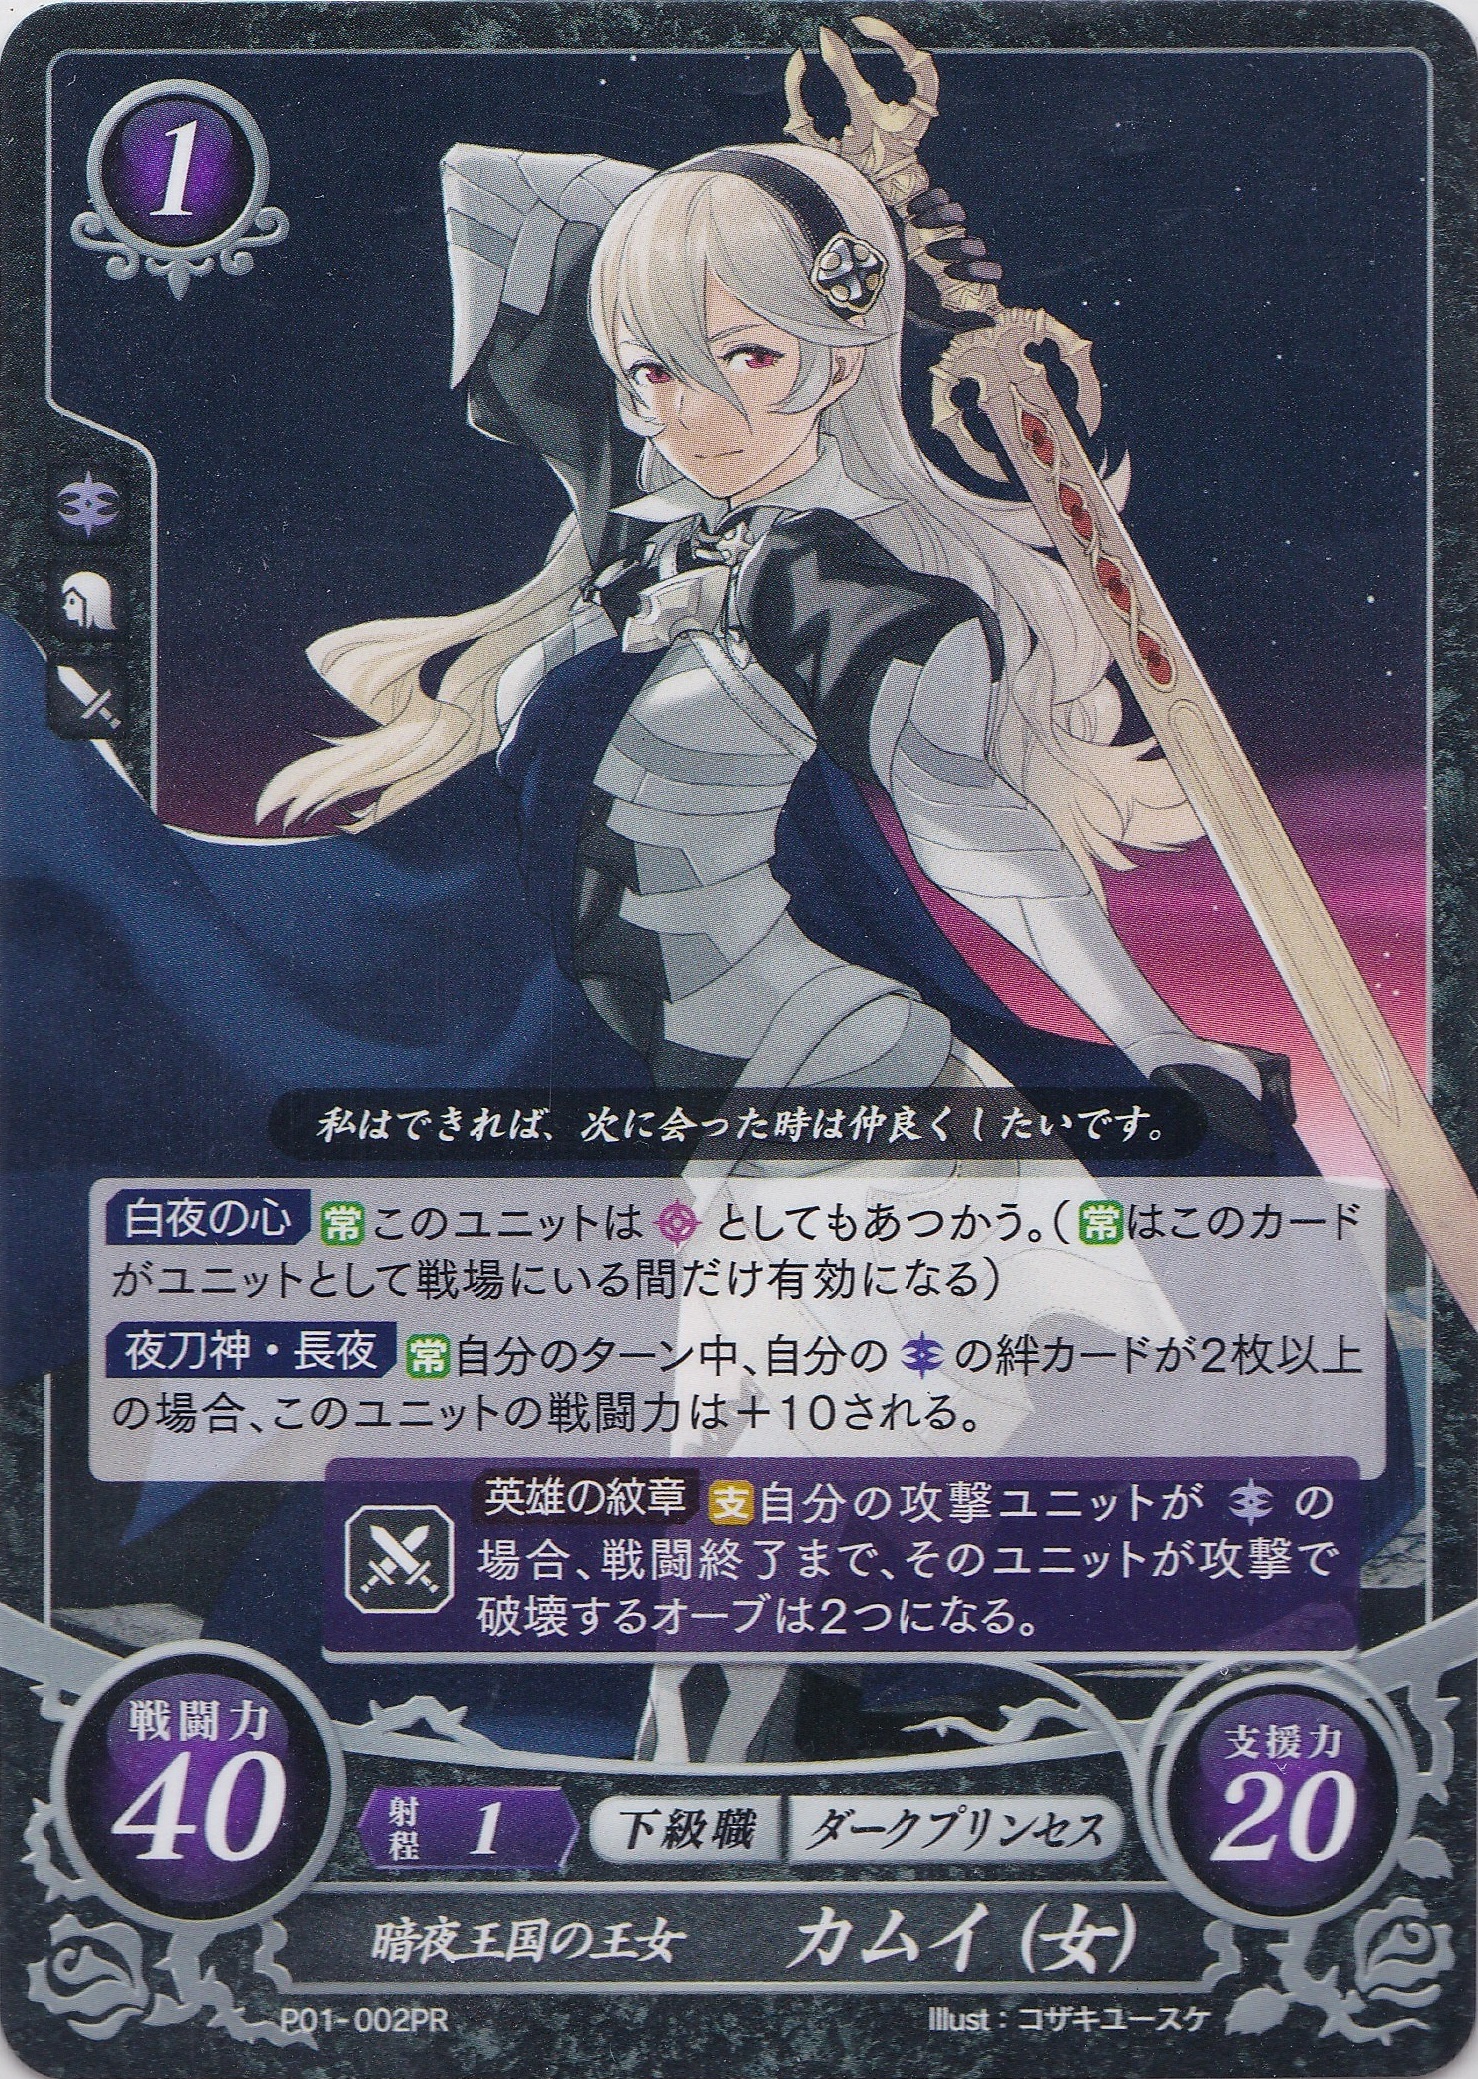 1
私はできれば、次に会った時は仲良くしたいです。
白夜の心 常 このユニットは としてもあつかう。(常はこのカード
がユニットとして戦場にいる間だけ有効になる)
夜刀神・長夜 常 自分のターン中、自分の の絆カードが2枚以上
の場合、このユニットの戦闘力は+10される。
英雄の紋章 支 自分の攻撃ユニットが の
場合、戦闘終了まで、そのユニットが攻撃で
破壊するオーブは2つになる。
戦闘力
40
射程 1
下級職 ダークプリンセス
支援力
20
暗夜王国の王女 カムイ(女)
P01-002PR
Illust:コザキユースケ